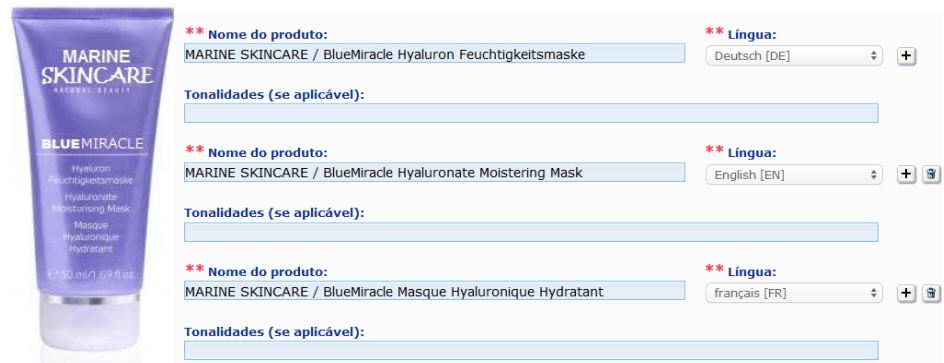 MARINE
SKINCARE
NATURAL BEAUTY
BLUEMIRACLE
Hyaluron
Feuchtigkeitsmaske
Hyaluronate
Moisturising Mask
Masque
Hyaluronique
Hydratant
50 ml/1.69 fl.oz.
** Nome do produto:
** Língua:
MARINE SKINCARE / BlueMiracle Hyaluron Feuchtigkeitsmaske
Deutsch [DE]
+
Tonalidades (se aplicável):
** Nome do produto:
** Língua:
MARINE SKINCARE / BlueMiracle Hyaluronate Moistering Mask
English [EN]
+
Tonalidades (se aplicável):
** Nome do produto:
** Língua:
MARINE SKINCARE / BlueMiracle Masque Hyaluronique Hydratant
français [FR]
+
Tonalidades (se aplicável):